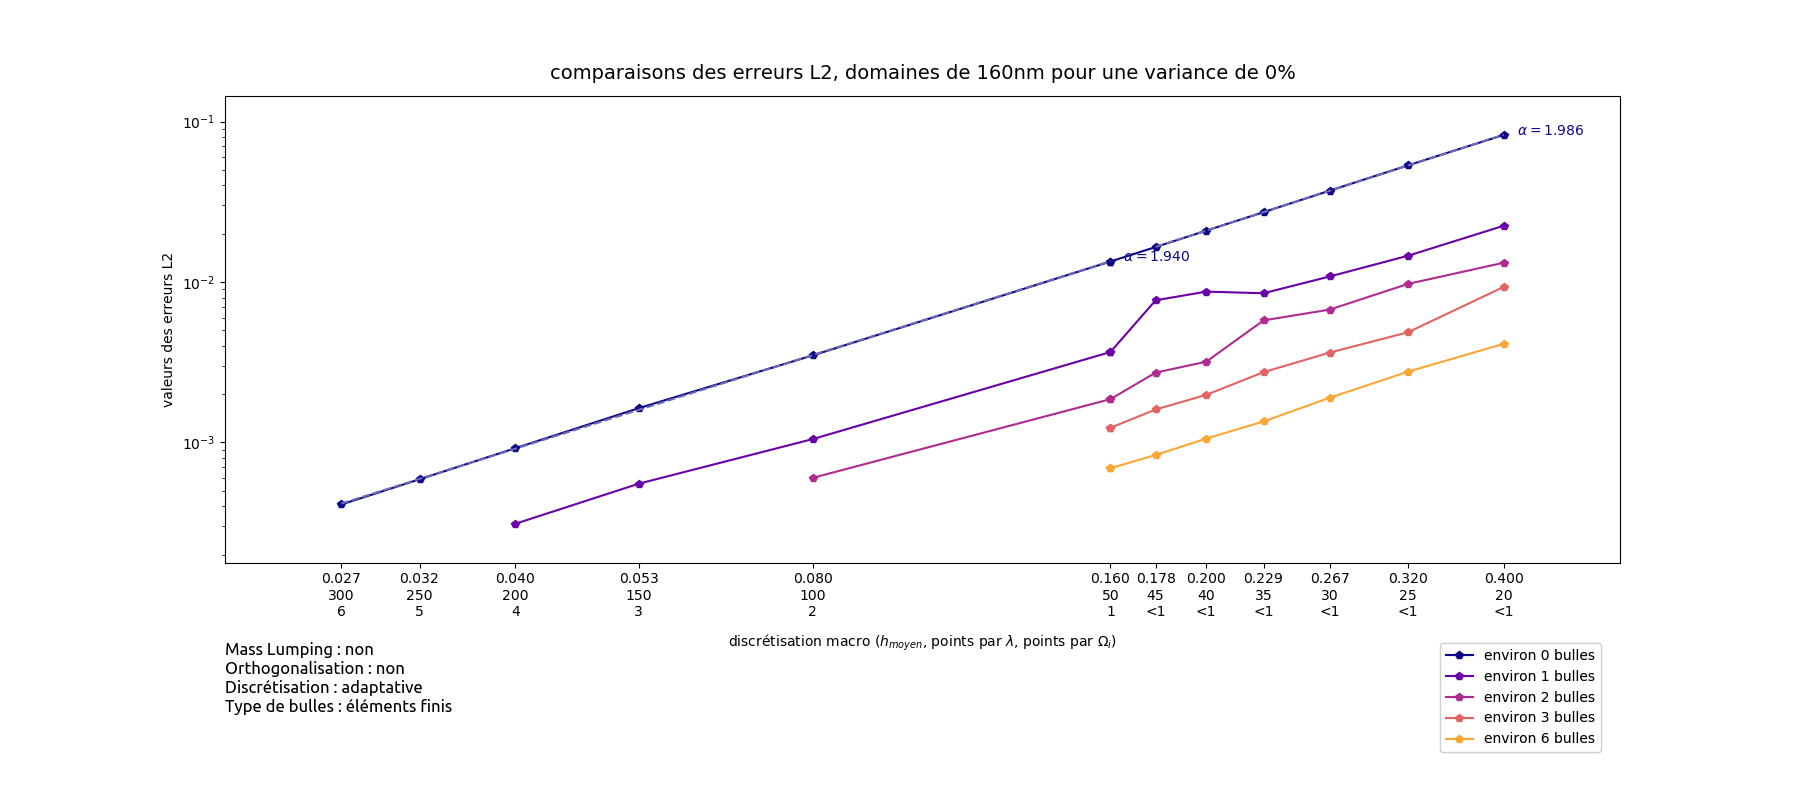 comparaisons des erreurs L2, domaines de 160nm pour une variance de 0%
valeurs des erreurs L2
10⁻¹
10⁻²
10⁻³
α = 1.986
α = 1.940
0.027 0.032 0.040 0.053 0.080 0.160 0.178 0.200 0.229 0.267 0.320 0.400
300 250 200 150 100 50 45 40 35 30 25 20
6 5 4 3 2 1 <1 <1 <1 <1 <1 <1
discrétisation macro (h_moyen, points par λ, points par Ω_i)
Mass Lumping : non
Orthogonalisation : non
Discrétisation : adaptative
Type de bulles : éléments finis
environ 0 bulles
environ 1 bulles
environ 2 bulles
environ 3 bulles
environ 6 bulles